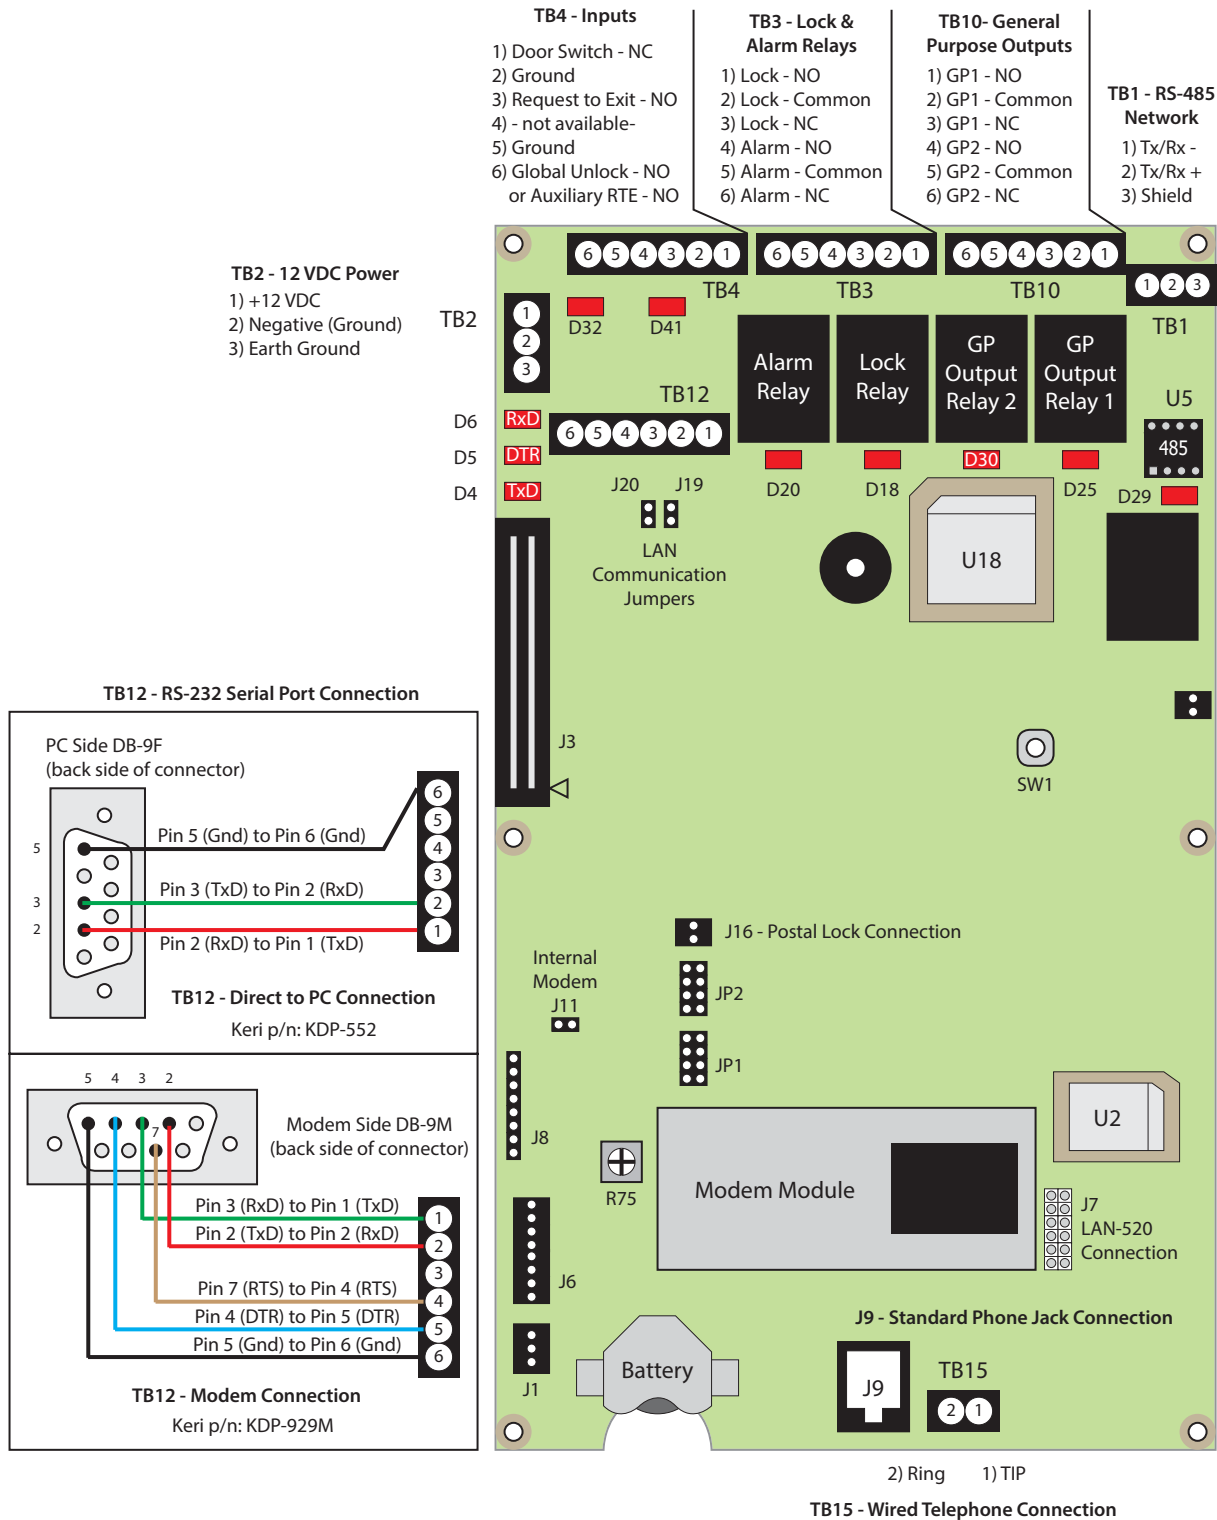 TB4 - Inputs
1) Door Switch - NC
2) Ground
3) Request to Exit - NO
4) - not available-
5) Ground
6) Global Unlock - NO
or Auxiliary RTE - NO
TB3 - Lock &
Alarm Relays
1) Lock - NO
2) Lock - Common
3) Lock - NC
4) Alarm - NO
5) Alarm - Common
6) Alarm - NC
TB10- General
Purpose Outputs
1) GP1 - NO
2) GP1 - Common
3) GP1 - NC
4) GP2 - NO
5) GP2 - Common
6) GP2 - NC
TB1 - RS-485
Network
1) Tx/Rx -
2) Tx/Rx +
3) Shield
6 5 4 3 2 1
TB4
6 5 4 3 2 1
TB3
6 5 4 3 2 1
TB10
1 2 3
TB1
TB2 - 12 VDC Power
1) +12 VDC
2) Negative (Ground)
3) Earth Ground
TB2
1
2
3
D32
D41
Alarm
Relay
Lock
Relay
GP
Output
Relay 2
GP
Output
Relay 1
U5
485
TB12
6 5 4 3 2 1
D6
RxD
D5
DTR
D4
TxD
D20
D18
D30
D25
D29
J20
J19
LAN
Communication
Jumpers
U18
J3
SW1
TB12 - RS-232 Serial Port Connection
PC Side DB-9F
(back side of connector)
5
3
2
Pin 5 (Gnd) to Pin 6 (Gnd)
Pin 3 (TxD) to Pin 2 (RxD)
Pin 2 (RxD) to Pin 1 (TxD)
6
5
4
3
2
1
TB12 - Direct to PC Connection
Keri p/n: KDP-552
5 4 3 2
7
Modem Side DB-9M
(back side of connector)
Pin 3 (RxD) to Pin 1 (TxD)
Pin 2 (TxD) to Pin 2 (RxD)
Pin 7 (RTS) to Pin 4 (RTS)
Pin 4 (DTR) to Pin 5 (DTR)
Pin 5 (Gnd) to Pin 6 (Gnd)
1
2
3
4
5
6
TB12 - Modem Connection
Keri p/n: KDP-929M
J16 - Postal Lock Connection
Internal
Modem
J11
JP2
JP1
J8
R75
Modem Module
U2
J7
LAN-520
Connection
J6
J1
Battery
J9 - Standard Phone Jack Connection
J9
TB15
2 1
2) Ring
1) TIP
TB15 - Wired Telephone Connection